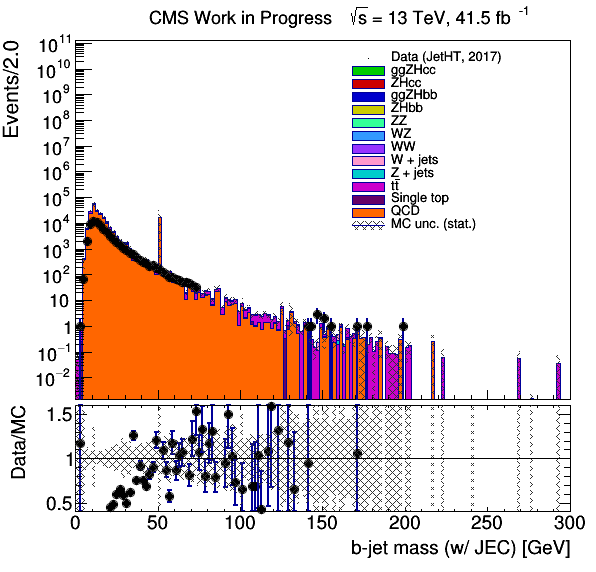 CMS Work in Progress √s = 13 TeV, 41.5 fb⁻¹
Events/2.0
10¹¹
10¹⁰
10⁹
10⁸
10⁷
10⁶
10⁵
10⁴
10³
10²
10
1
10⁻¹
10⁻²
Data (JetHT, 2017)
ggZHcc
ZHcc
ggZHbb
ZHbb
ZZ
WZ
WW
W + jets
Z + jets
tt̄
Single top
QCD
MC unc. (stat.)
Data/MC
1.5
1
0.5
0 50 100 150 200 250 300
b-jet mass (w/ JEC) [GeV]